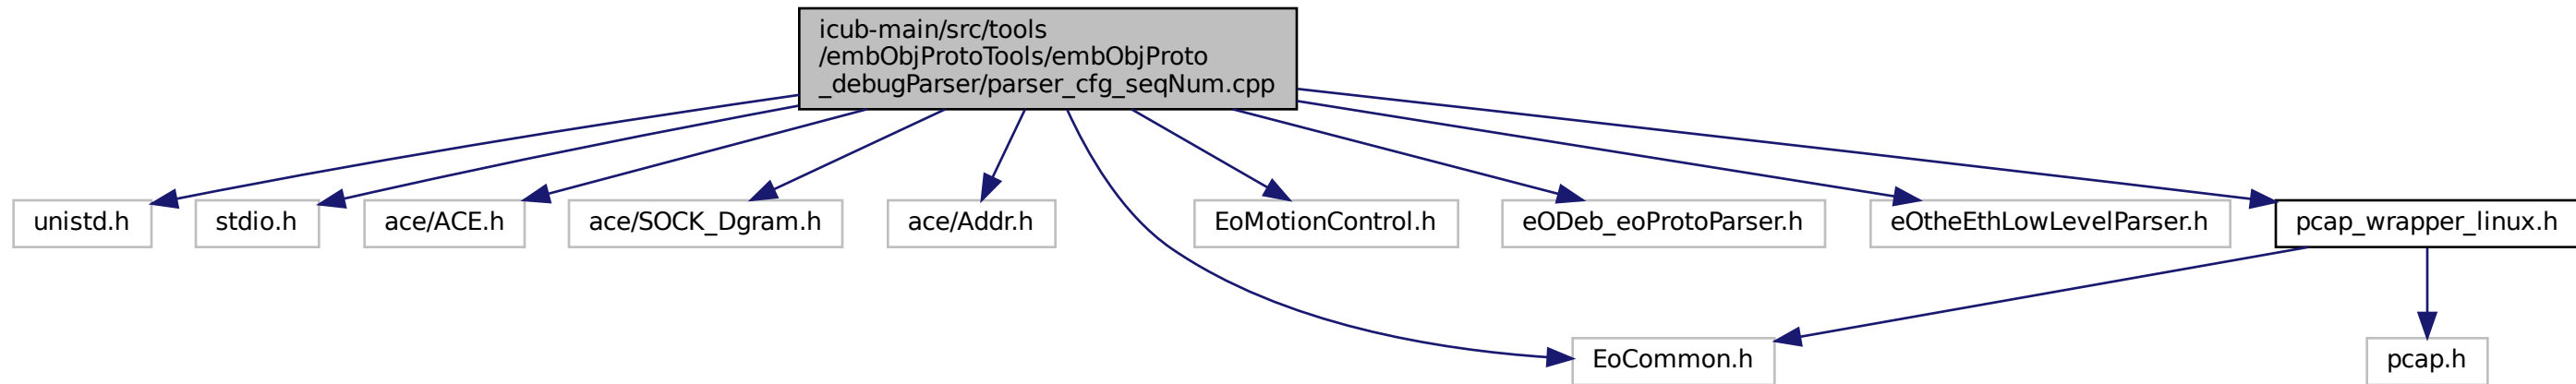 icub-main/src/tools
/embObjProtoTools/embObjProto
_debugParser/parser_cfg_seqNum.cpp
unistd.h
stdio.h
ace/ACE.h
ace/SOCK_Dgram.h
ace/Addr.h
EoMotionControl.h
eODeb_eoProtoParser.h
eOtheEthLowLevelParser.h
pcap_wrapper_linux.h
EoCommon.h
pcap.h